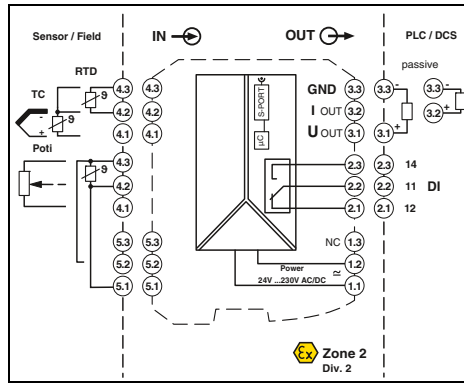 Sensor / Field
IN
OUT
PLC / DCS
passive
RTD
TC
ϑ
ϑ
4.3
4.2
4.1
4.3
4.2
4.1
S-PORT
µC
GND 3.3
I OUT 3.2
U OUT 3.1
3.3
3.1
3.3
3.2
- +
- +
- +
Poti
ϑ
4.3
4.2
4.1
2.3
2.2
2.1
2.3 14
2.2 11 DI
2.1 12
5.3
5.2
5.1
5.3
5.2
5.1
NC 1.3
Power 1.2
24V ...230V AC/DC ≃ 1.1
Ex Zone 2
Div. 2